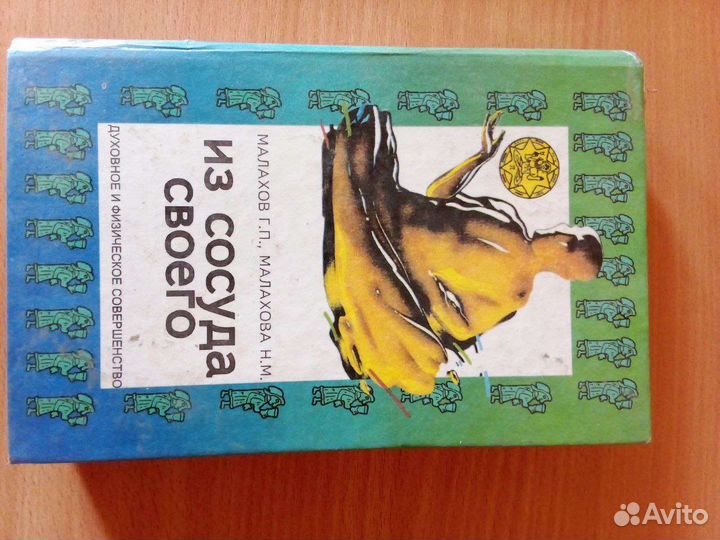 МАЛАХОВ Г.П., МАЛАХОВА Н.М.
ИЗ СОСУДА
СВОЕГО
ДУХОВНОЕ И ФИЗИЧЕСКОЕ СОВЕРШЕНСТВО
Avito